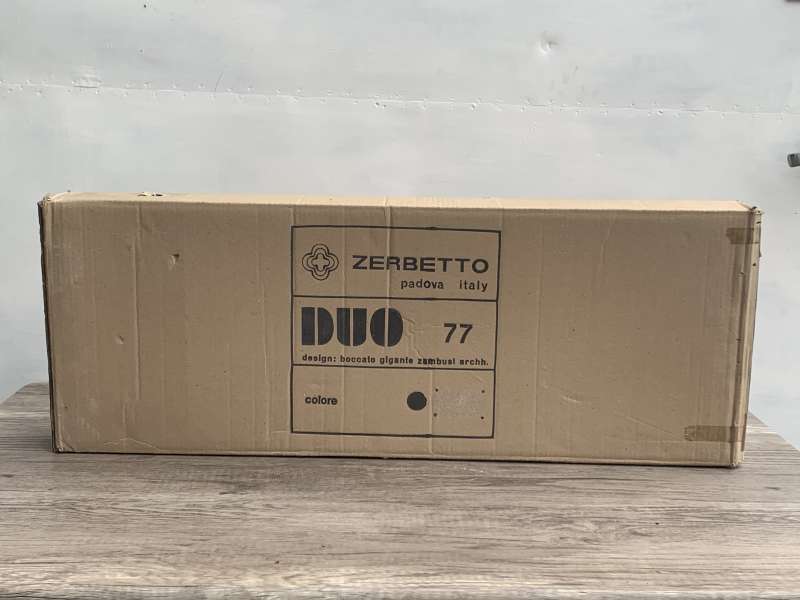 ZERBETTO
padova italy
DUO 77
design: boccato gigante zambusi archh.
colore